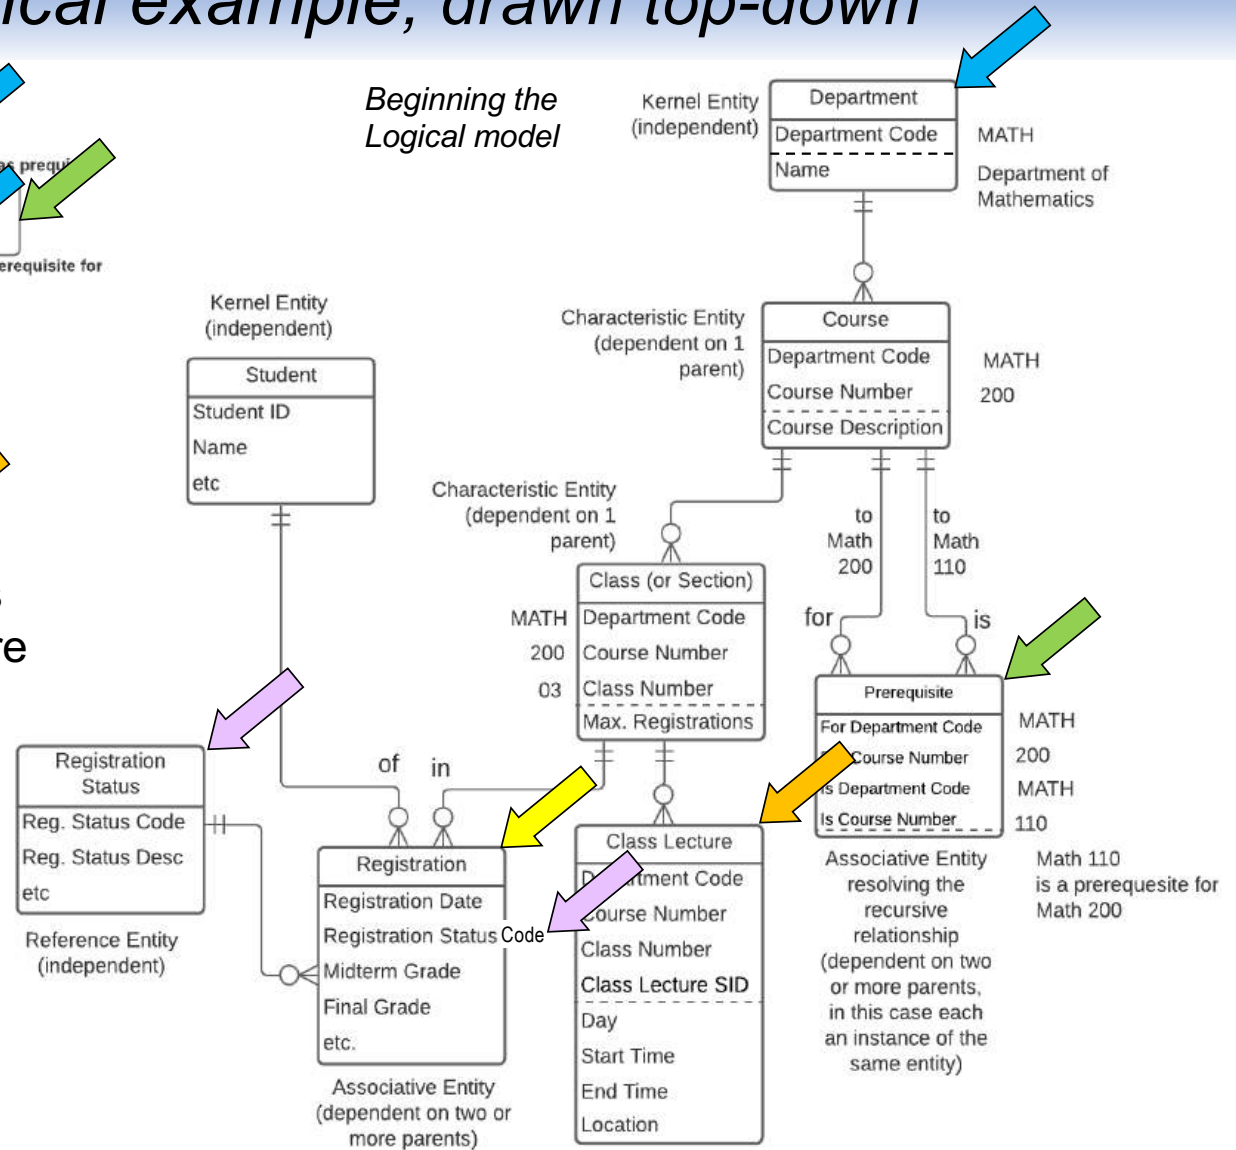 example, drawn top-down
Beginning the
Logical model
Kernel Entity
(independent)
Department
Department Code
Name
MATH
Department of
Mathematics
as
erequisite for
Kernel Entity
(independent)
Student
Student ID
Name
etc
Characteristic Entity
(dependent on 1
parent)
Course
Department Code
Course Number
Course Description
MATH
200
Characteristic Entity
(dependent on 1
parent)
to
Math
200
to
Math
110
for
is
Class (or Section)
MATH Department Code
200 Course Number
03 Class Number
Max. Registrations
Prerequisite
For Department Code
Course Number
Is Department Code
Is Course Number
MATH
200
MATH
110
Associative Entity
resolving the
recursive
relationship
(dependent on two
or more parents,
in this case each
an instance of the
same entity)
Math 110
is a prerequesite for
Math 200
Registration
Status
Reg. Status Code
Reg. Status Desc
etc
Reference Entity
(independent)
of
in
Registration
Registration Date
Registration Status Code
Midterm Grade
Final Grade
etc.
Associative Entity
(dependent on two or
more parents)
Class Lecture
Department Code
Course Number
Class Number
Class Lecture SID
Day
Start Time
End Time
Location